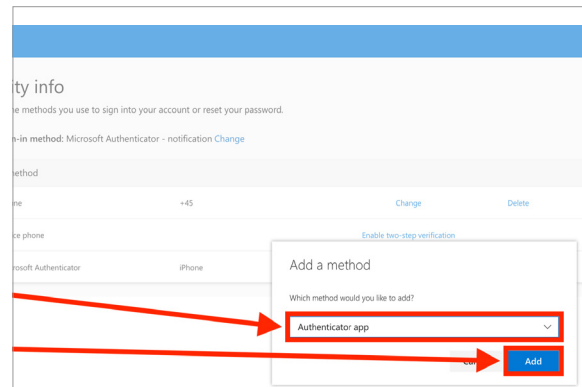 ity info
e methods you use to sign into your account or reset your password.
n-in method: Microsoft Authenticator - notification Change
ethod
ne +45 Change Delete
ce phone Enable two-step verification
rosoft Authenticator iPhone
Add a method
Which method would you like to add?
Authenticator app
Add